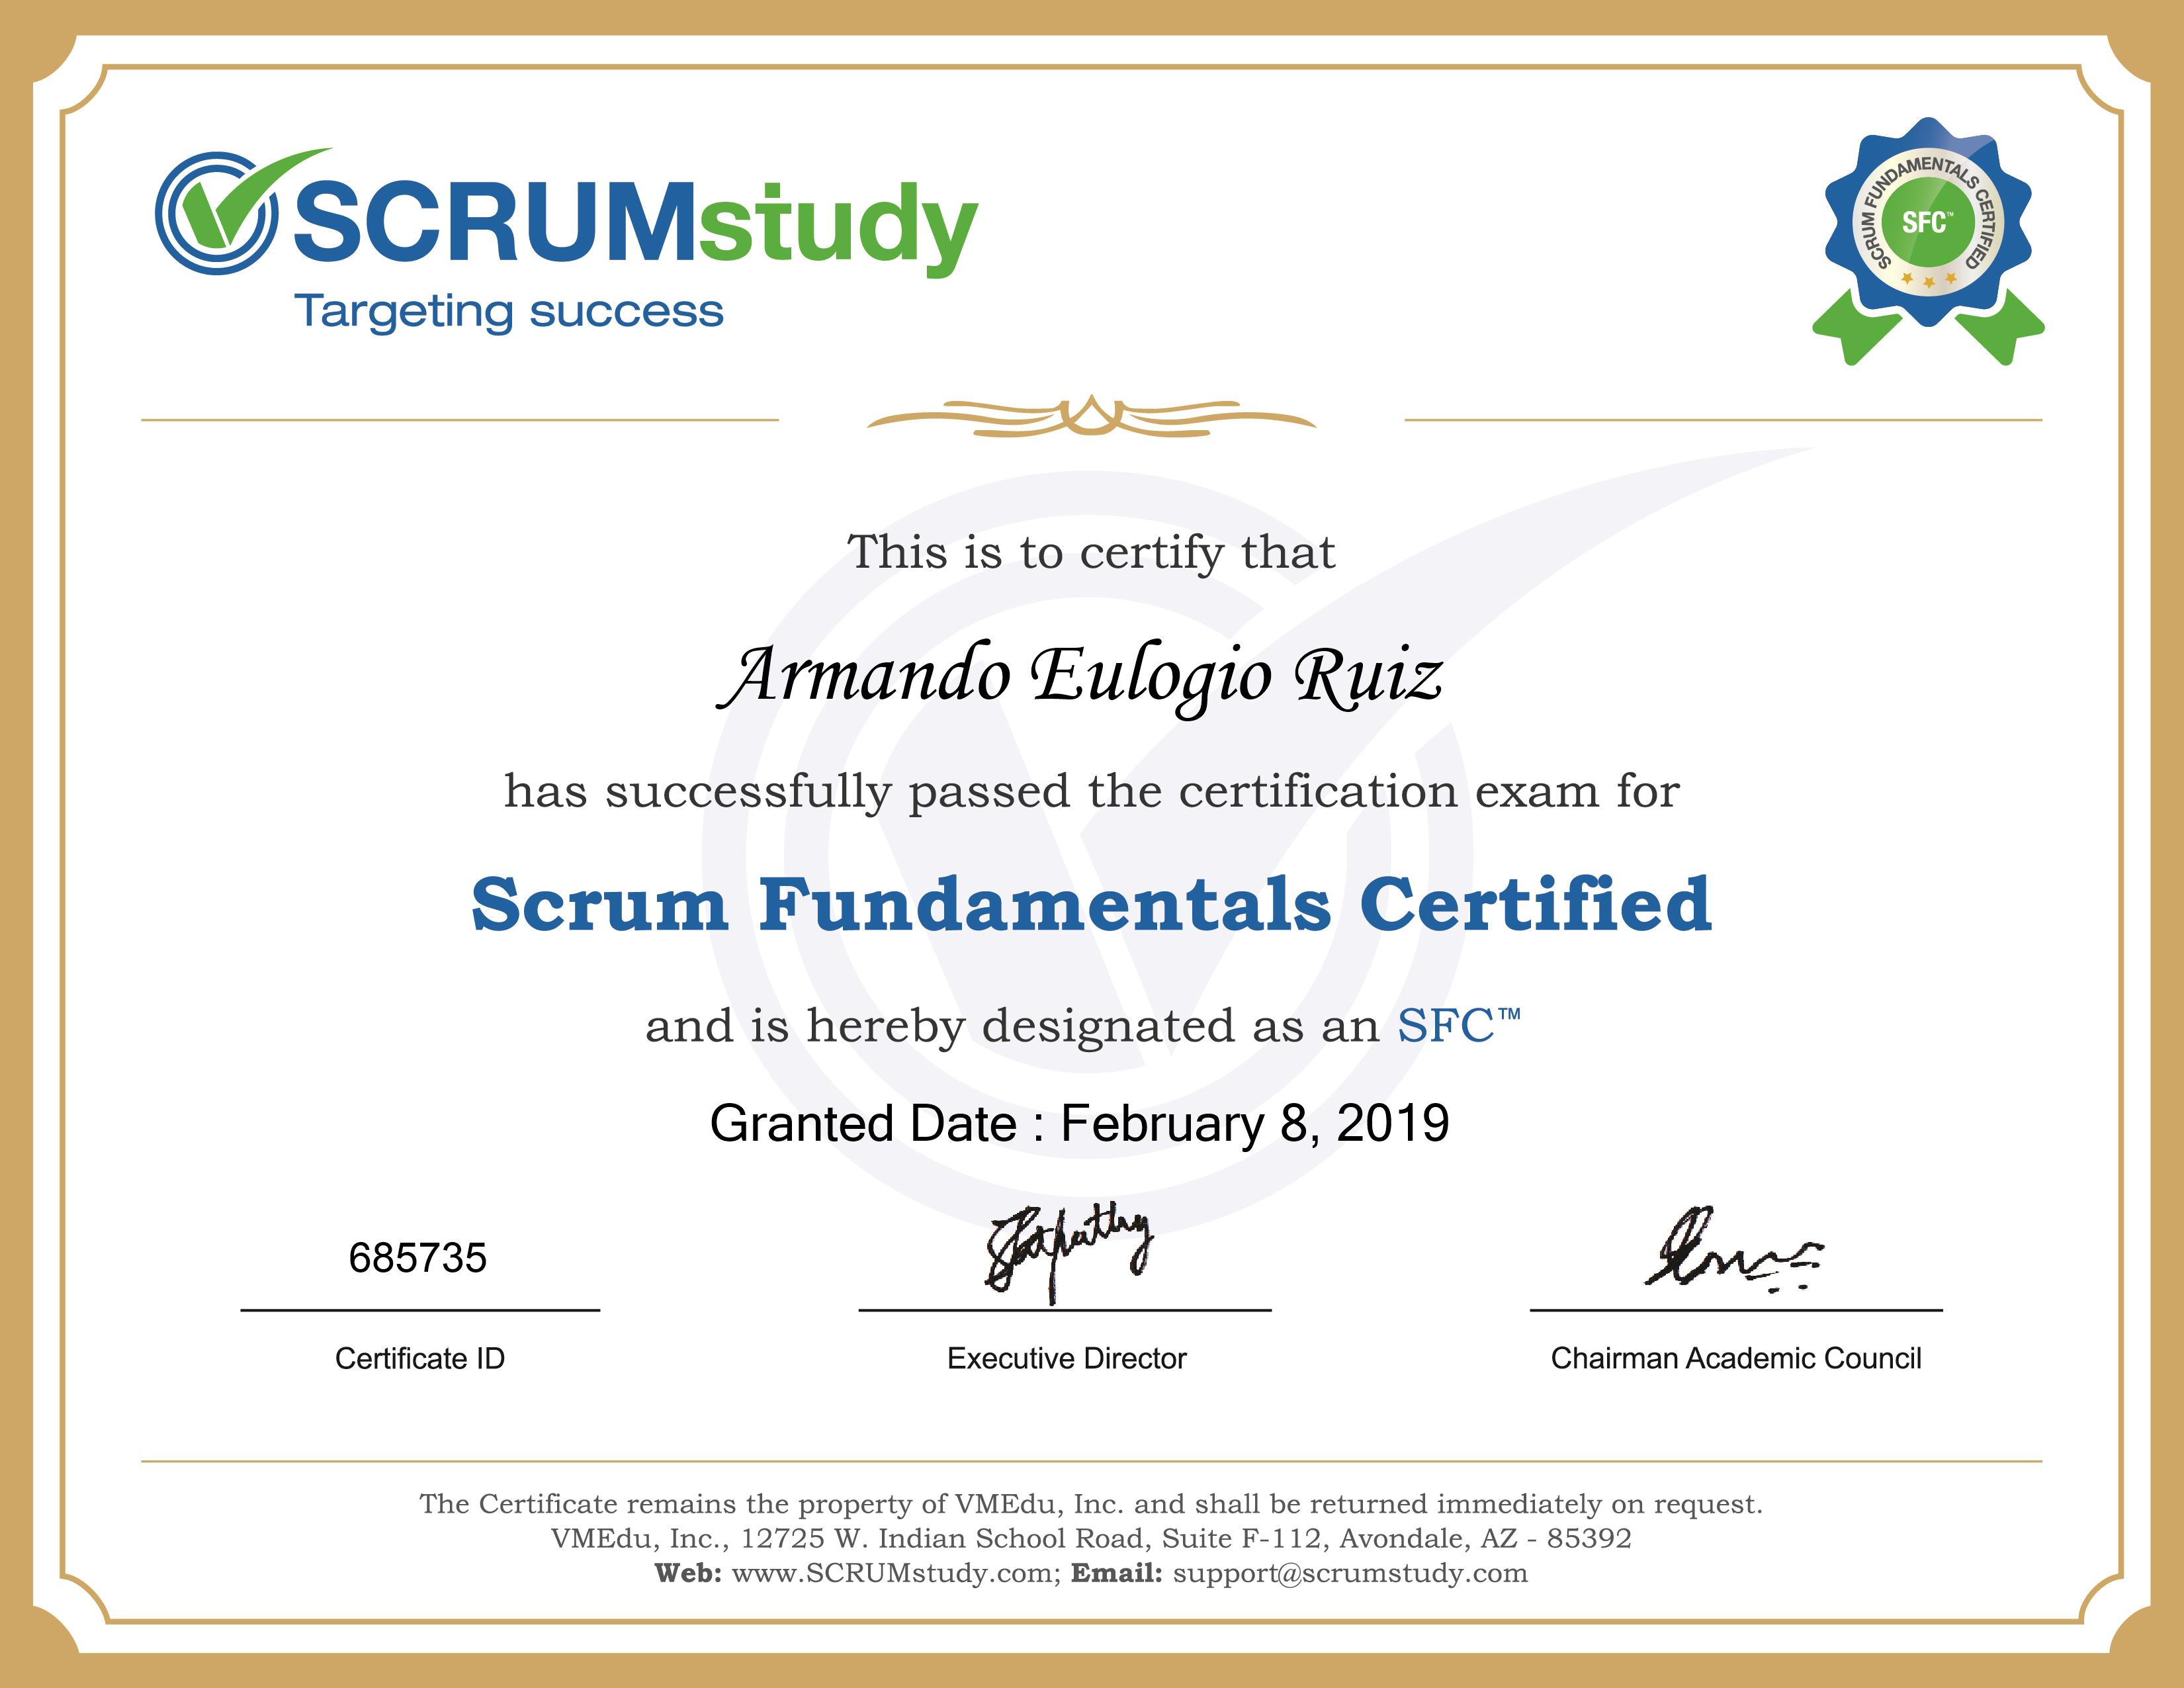 SCRUMstudy
Targeting success
SCRUM FUNDAMENTALS CERTIFIED
SFC™
This is to certify that
Armando Eulogio Ruiz
has successfully passed the certification exam for
Scrum Fundamentals Certified
and is hereby designated as an SFC™
Granted Date : February 8, 2019
685735
Certificate ID
Executive Director
Chairman Academic Council
The Certificate remains the property of VMEdu, Inc. and shall be returned immediately on request.
VMEdu, Inc., 12725 W. Indian School Road, Suite F-112, Avondale, AZ - 85392
Web: www.SCRUMstudy.com; Email: support@scrumstudy.com